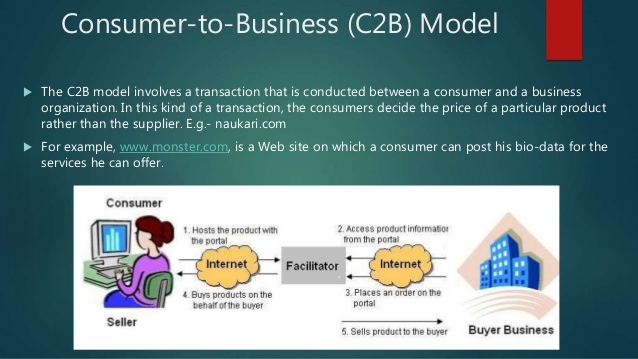 Consumer-to-Business (C2B) Model
The C2B model involves a transaction that is conducted between a consumer and a business
organization. In this kind of a transaction, the consumers decide the price of a particular product
rather than the supplier. E.g.- naukari.com
For example, www.monster.com, is a Web site on which a consumer can post his bio-data for the
services he can offer.
Consumer
1. Hosts the product with
the portal
2. Access product information
from the portal
Internet
Facilitator
Internet
4. Buys products on the
behalf of the buyer
3. Places an order on the
portal
Seller
5. Sells product to the buyer
Buyer Business